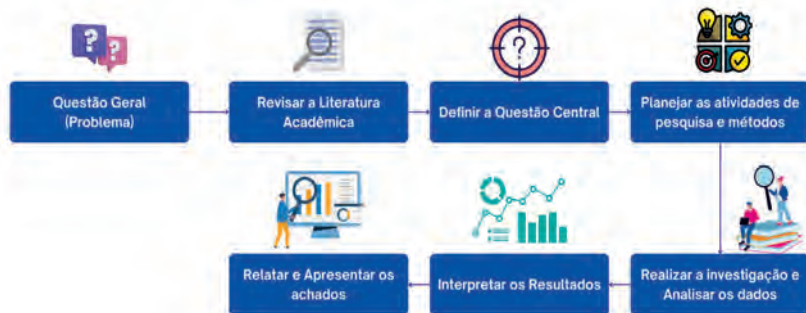 Questão Geral
(Problema)
Revisar a Literatura
Acadêmica
Definir a Questão Central
Planejar as atividades de
pesquisa e métodos
Realizar a investigação e
Analisar os dados
Interpretar os Resultados
Relatar e Apresentar os
achados